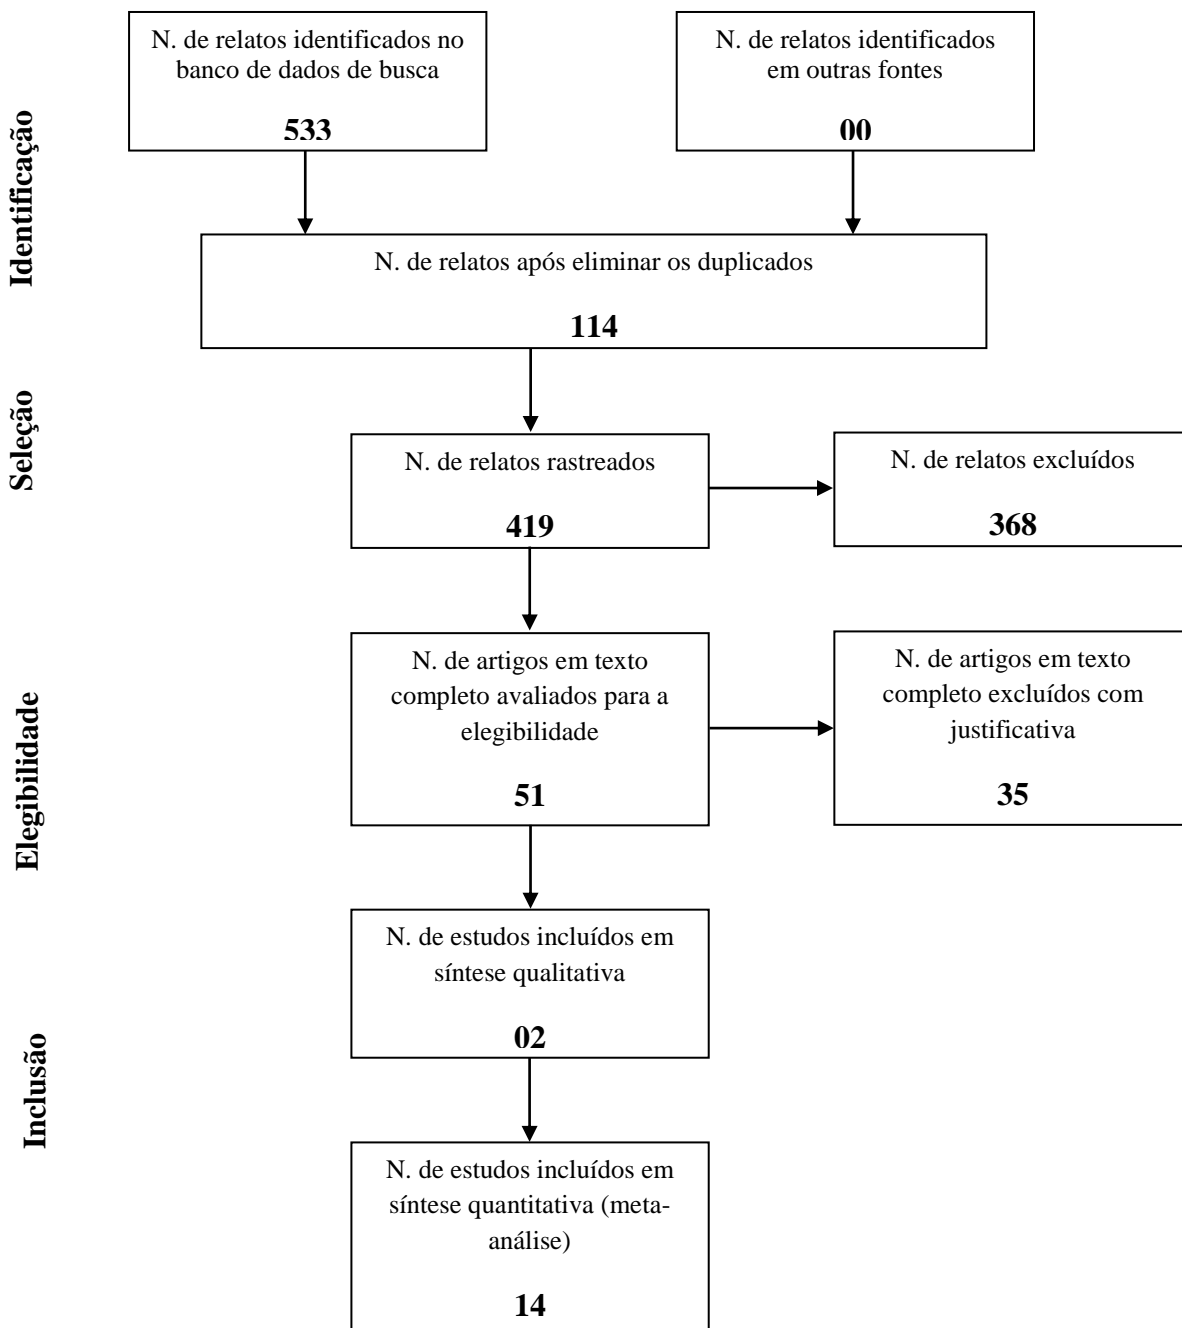 N. de relatos identificados no
banco de dados de busca
533
N. de relatos identificados
em outras fontes
00
Identificação
N. de relatos após eliminar os duplicados
114
Seleção
N. de relatos rastreados
419
N. de relatos excluídos
368
Elegibilidade
N. de artigos em texto
completo avaliados para a
elegibilidade
51
N. de artigos em texto
completo excluídos com
justificativa
35
Inclusão
N. de estudos incluídos em
síntese qualitativa
02
N. de estudos incluídos em
síntese quantitativa (meta-
análise)
14